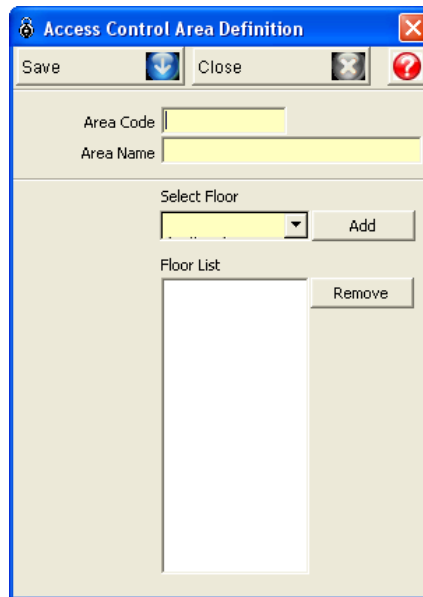 Access Control Area Definition
Save Close ?
Area Code
Area Name
Select Floor
Add
Floor List
Remove